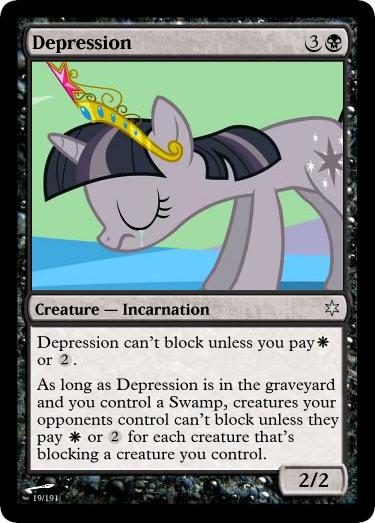 Depression 3
Creature — Incarnation
Depression can't block unless you pay
or 2.
As long as Depression is in the graveyard
and you control a Swamp, creatures your
opponents control can't block unless they
pay or 2 for each creature that's
blocking a creature you control.
2/2
19/191